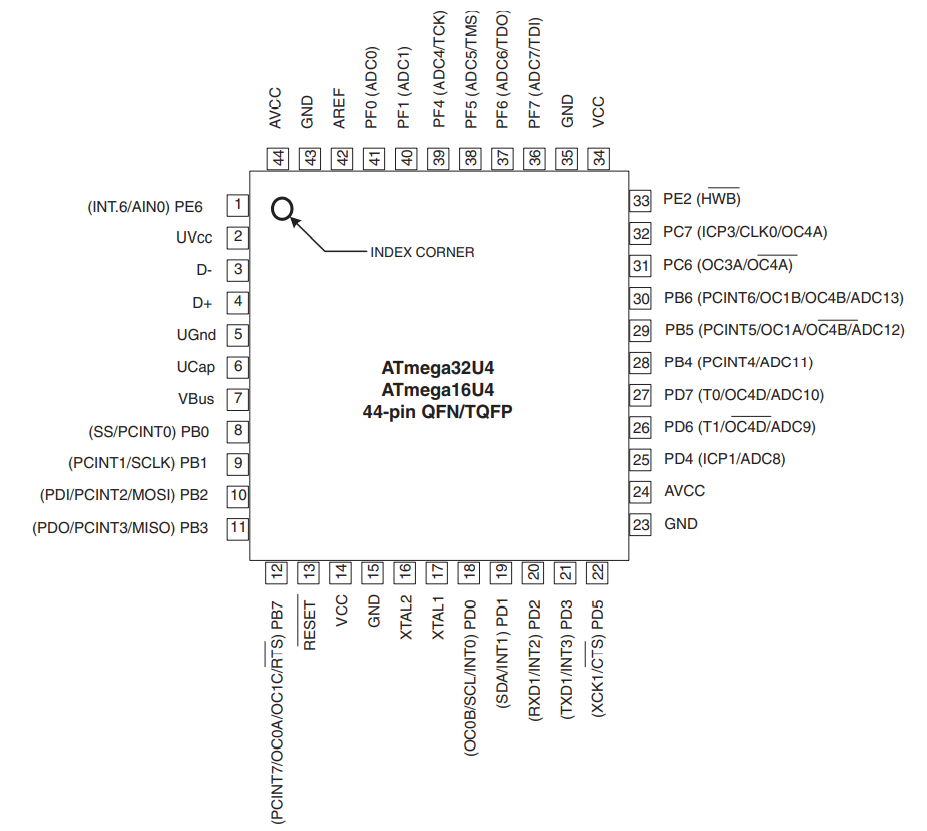 AVCC
GND
AREF
PF0 (ADC0)
PF1 (ADC1)
PF4 (ADC4/TCK)
PF5 (ADC5/TMS)
PF6 (ADC6/TDO)
PF7 (ADC7/TDI)
GND
VCC
44
43
42
41
40
39
38
37
36
35
34
(INT.6/AIN0) PE6 1
UVcc 2
D- 3
D+ 4
UGnd 5
UCap 6
VBus 7
(SS/PCINT0) PB0 8
(PCINT1/SCLK) PB1 9
(PDI/PCINT2/MOSI) PB2 10
(PDO/PCINT3/MISO) PB3 11
INDEX CORNER
ATmega32U4
ATmega16U4
44-pin QFN/TQFP
33 PE2 (HWB)
32 PC7 (ICP3/CLK0/OC4A)
31 PC6 (OC3A/OC4A)
30 PB6 (PCINT6/OC1B/OC4B/ADC13)
29 PB5 (PCINT5/OC1A/OC4B/ADC12)
28 PB4 (PCINT4/ADC11)
27 PD7 (T0/OC4D/ADC10)
26 PD6 (T1/OC4D/ADC9)
25 PD4 (ICP1/ADC8)
24 AVCC
23 GND
12
13
14
15
16
17
18
19
20
21
22
(PCINT7/OC0A/OC1C/RTS) PB7
RESET
VCC
GND
XTAL2
XTAL1
(OC0B/SCL/INT0) PD0
(SDA/INT1) PD1
(RXD1/INT2) PD2
(TXD1/INT3) PD3
(XCK1/CTS) PD5